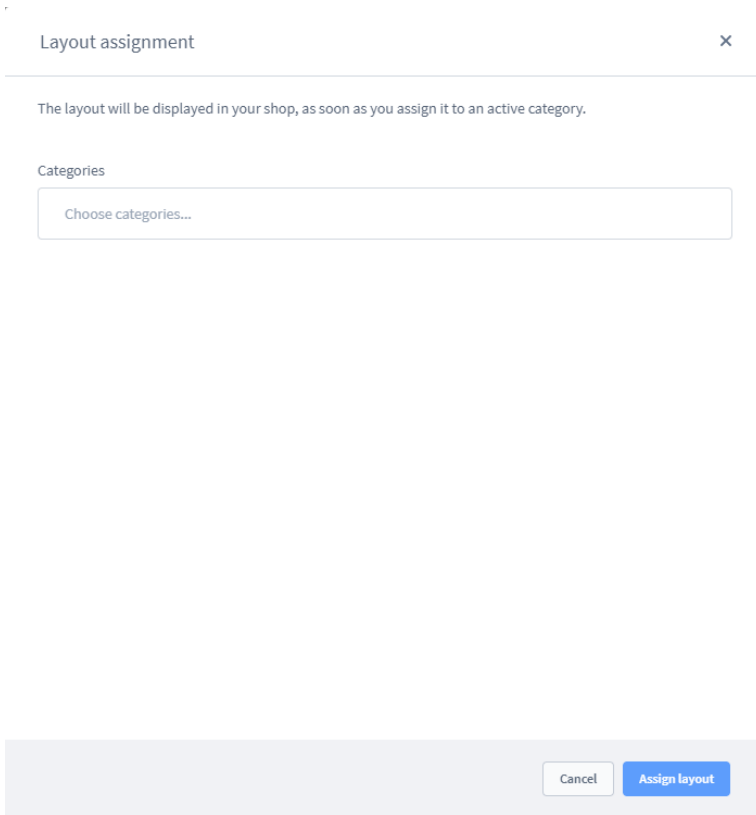 Layout assignment
The layout will be displayed in your shop, as soon as you assign it to an active category.
Categories
Choose categories...
Cancel
Assign layout